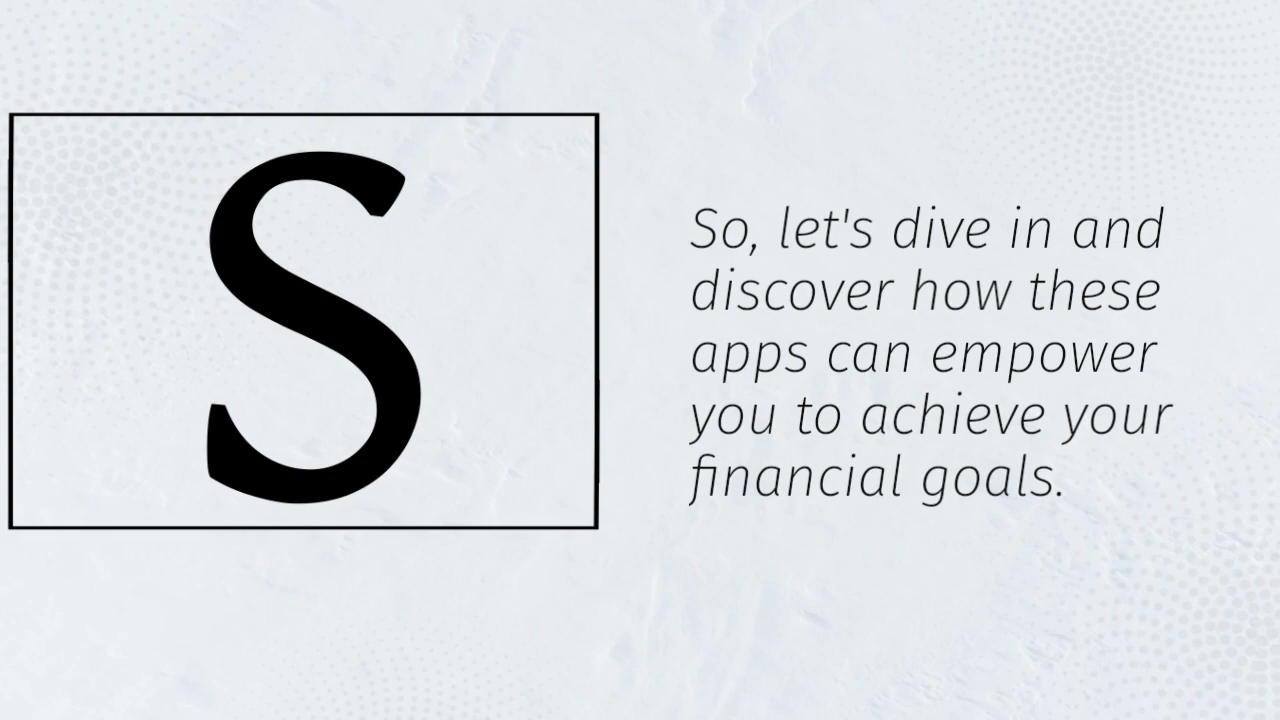 S
So, let's dive in and
discover how these
apps can empower
you to achieve your
financial goals.